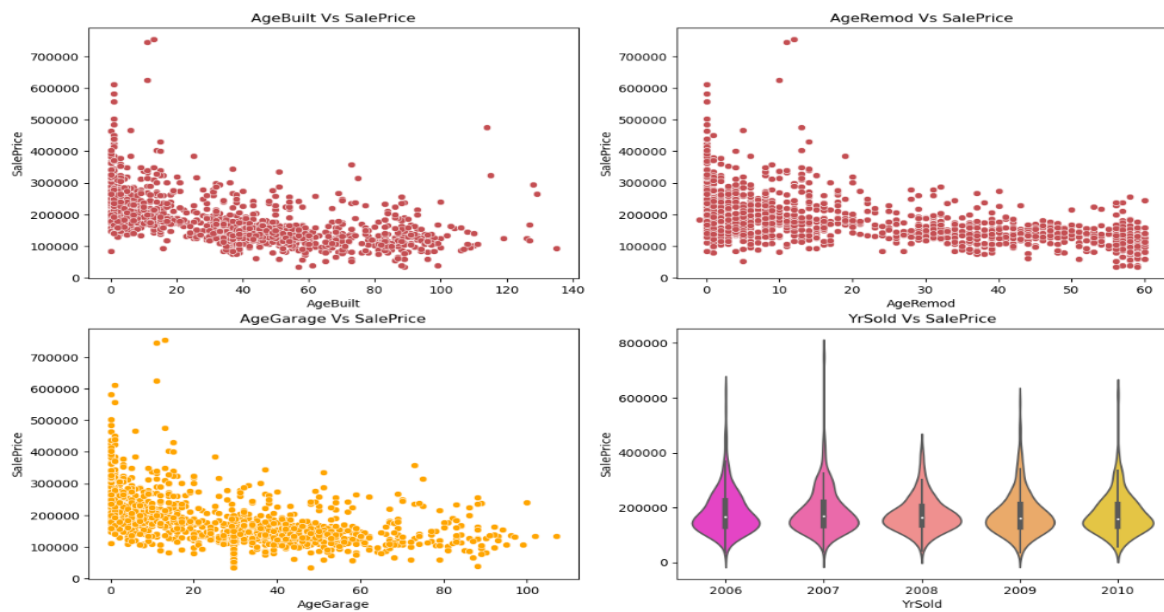 AgeBuilt Vs SalePrice
700000
600000
500000
400000
300000
200000
100000
0
SalePrice
0 20 40 60 80 100 120 140
AgeBuilt
AgeRemod Vs SalePrice
700000
600000
500000
400000
300000
200000
100000
0
SalePrice
0 10 20 30 40 50 60
AgeRemod
AgeGarage Vs SalePrice
700000
600000
500000
400000
300000
200000
100000
0
SalePrice
0 20 40 60 80 100
AgeGarage
YrSold Vs SalePrice
800000
600000
400000
200000
0
SalePrice
2006 2007 2008 2009 2010
YrSold